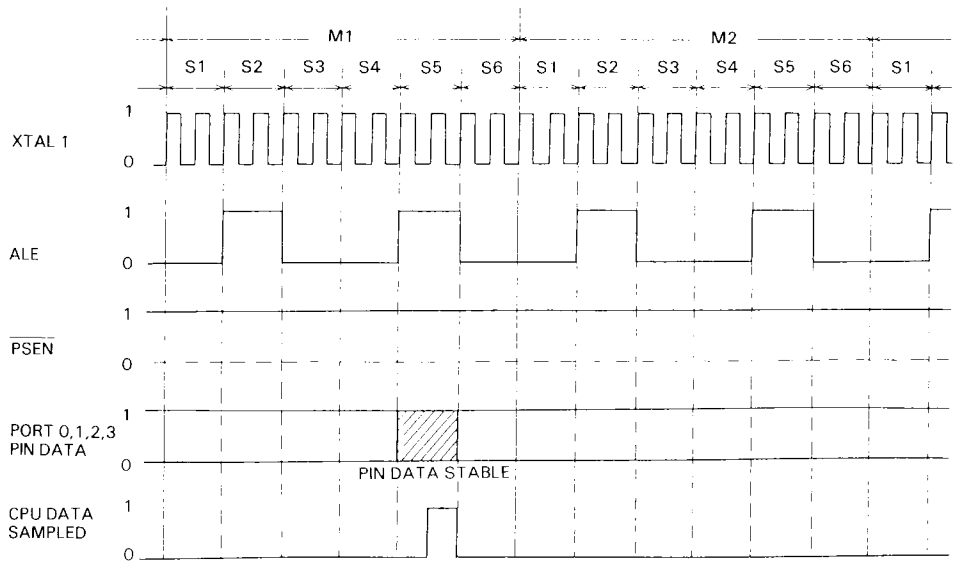 M1 M2
S1 S2 S3 S4 S5 S6 S1 S2 S3 S4 S5 S6 S1
1
XTAL 1
0
1
ALE
0
1
PSEN
0
1
PORT 0,1,2,3
PIN DATA
0
PIN DATA STABLE
1
CPU DATA
SAMPLED
0